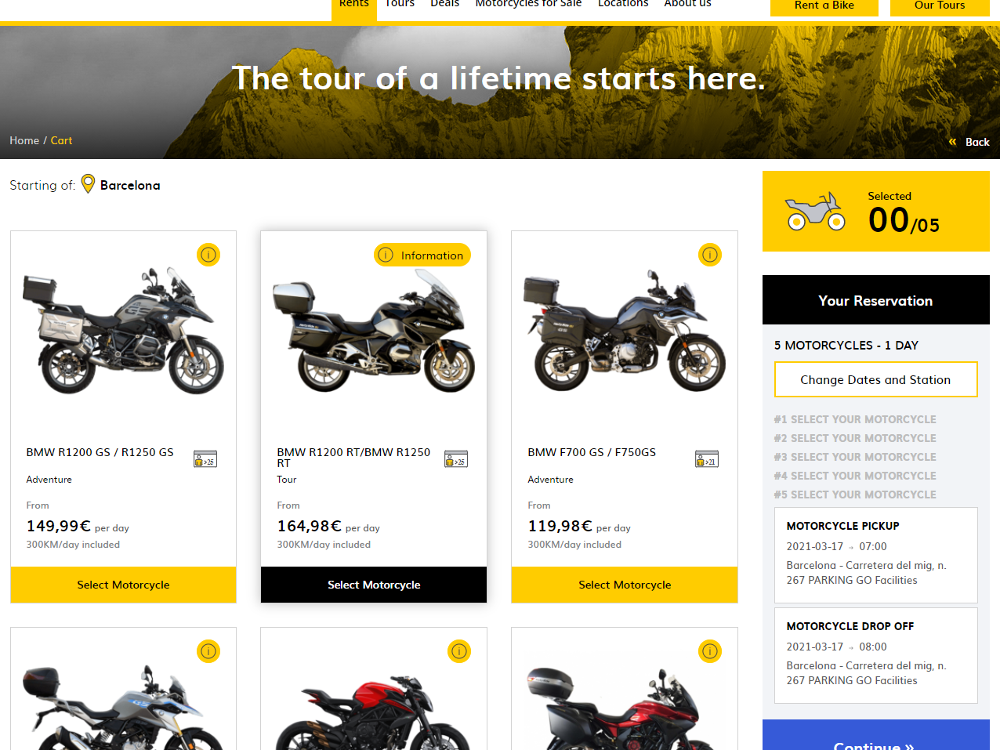 Rents Tours Deals Motorcycles for Sale Locations About us Rent a Bike Our Tours
The tour of a lifetime starts here.
Home / Cart
« Back
Starting of: Barcelona
Information
BMW R1200 GS / R1250 GS
>25
Adventure
From
149,99€ per day
300KM/day included
Select Motorcycle
BMW R1200 RT/BMW R1250
RT
>25
Tour
From
164,98€ per day
300KM/day included
Select Motorcycle
BMW F700 GS / F750GS
>21
Adventure
From
119,98€ per day
300KM/day included
Select Motorcycle
Selected
00/05
Your Reservation
5 MOTORCYCLES - 1 DAY
Change Dates and Station
#1 SELECT YOUR MOTORCYCLE
#2 SELECT YOUR MOTORCYCLE
#3 SELECT YOUR MOTORCYCLE
#4 SELECT YOUR MOTORCYCLE
#5 SELECT YOUR MOTORCYCLE
MOTORCYCLE PICKUP
2021-03-17 → 07:00
Barcelona - Carretera del mig, n.
267 PARKING GO Facilities
MOTORCYCLE DROP OFF
2021-03-17 → 08:00
Barcelona - Carretera del mig, n.
267 PARKING GO Facilities
Continue »